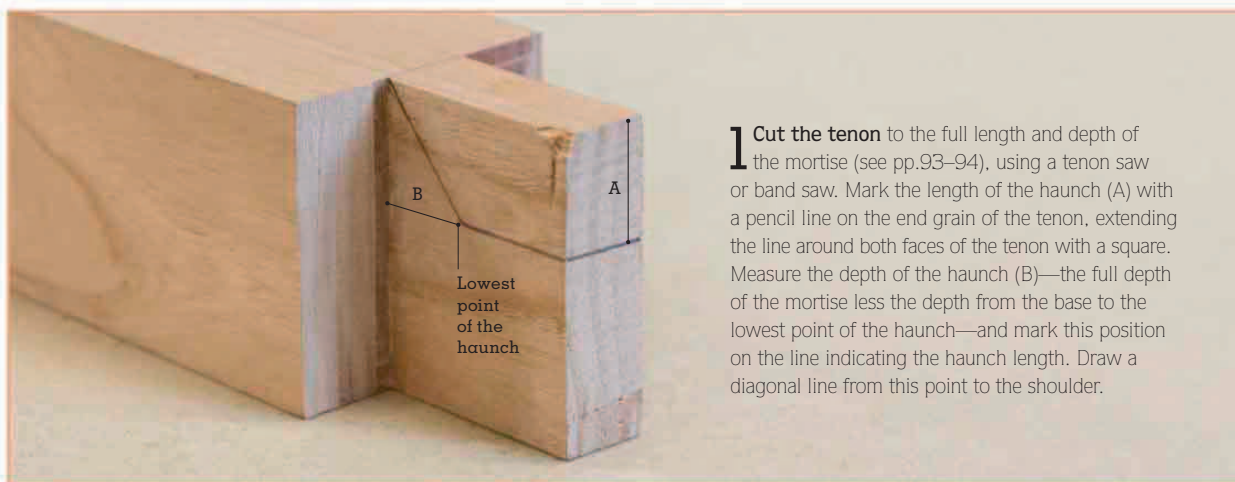 B
A
Lowest
point
of the
haunch
1 Cut the tenon to the full length and depth of
the mortise (see pp.93–94), using a tenon saw
or band saw. Mark the length of the haunch (A) with
a pencil line on the end grain of the tenon, extending
the line around both faces of the tenon with a square.
Measure the depth of the haunch (B)—the full depth
of the mortise less the depth from the base to the
lowest point of the haunch—and mark this position
on the line indicating the haunch length. Draw a
diagonal line from this point to the shoulder.